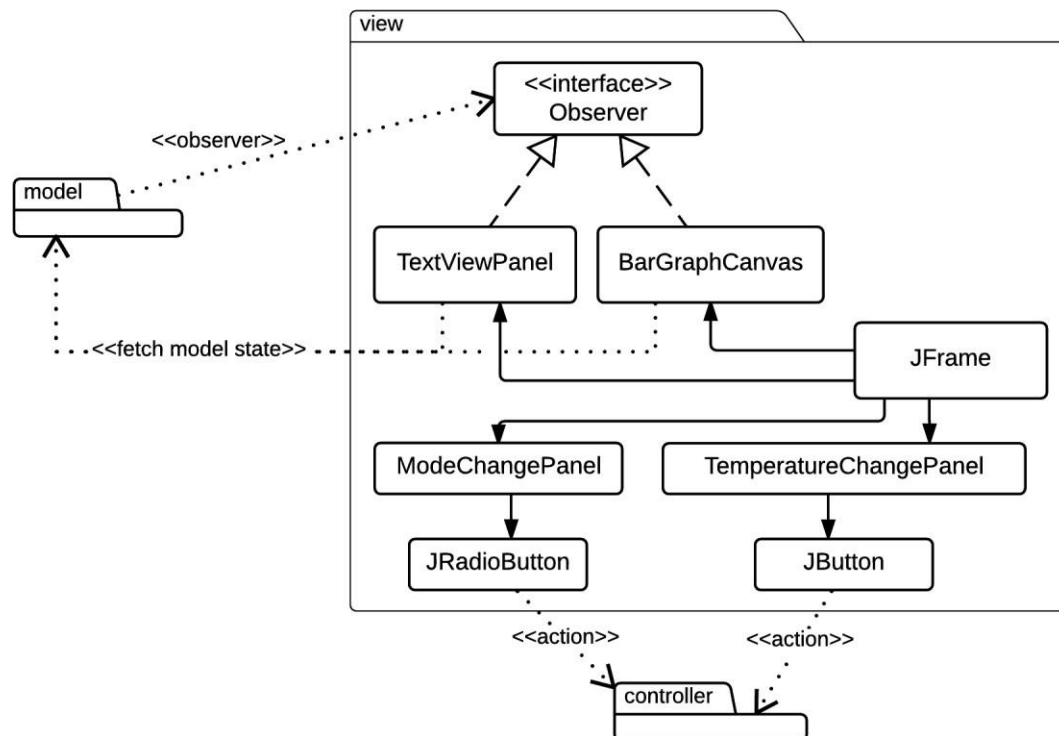 view
<<interface>>
Observer
<<observer>>
model
TextViewPanel
BarGraphCanvas
<<fetch model state>>
JFrame
ModeChangePanel
TemperatureChangePanel
JRadioButton
JButton
<<action>>
<<action>>
controller